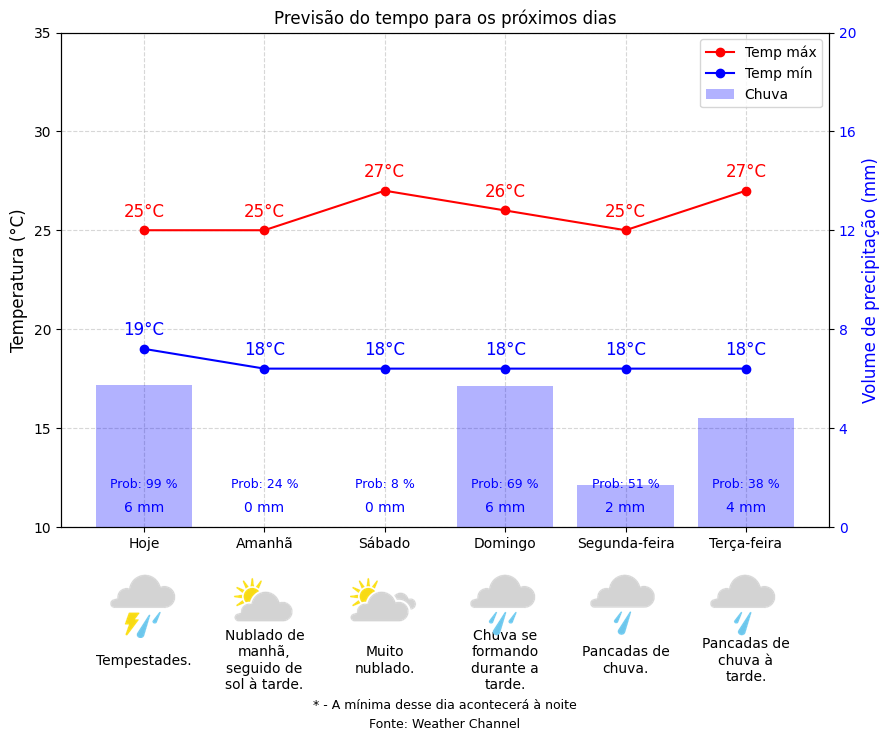 Previsão do tempo para os próximos dias
Temp máx
Temp mín
Chuva
Temperatura (°C)
35
30
25
20
15
10
Volume de precipitação (mm)
20
16
12
8
4
0
25°C
25°C
27°C
26°C
25°C
27°C
19°C
18°C
18°C
18°C
18°C
18°C
Prob: 99 %
Prob: 24 %
Prob: 8 %
Prob: 69 %
Prob: 51 %
Prob: 38 %
6 mm
0 mm
0 mm
6 mm
2 mm
4 mm
Hoje
Amanhã
Sábado
Domingo
Segunda-feira
Terça-feira
Tempestades.
Nublado de
manhã,
seguido de
sol à tarde.
Muito
nublado.
Chuva se
formando
durante a
tarde.
Pancadas de
chuva.
Pancadas de
chuva à
tarde.
* - A mínima desse dia acontecerá à noite
Fonte: Weather Channel